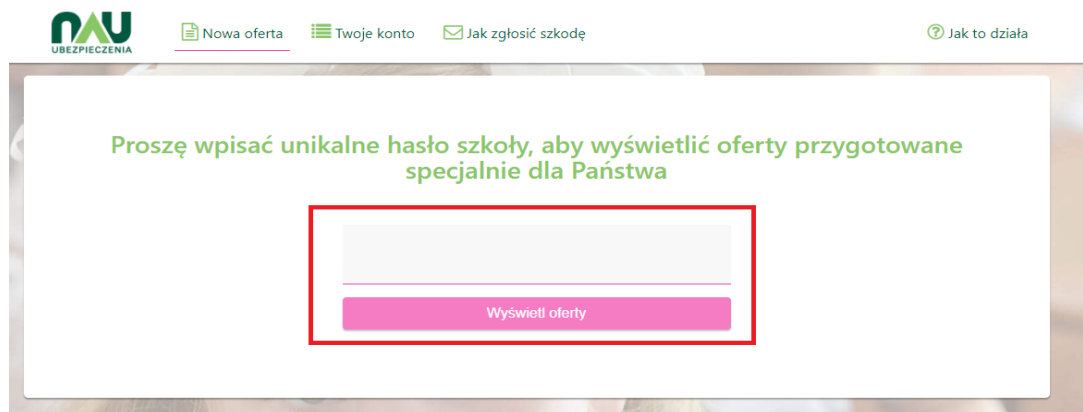 NAU
UBEZPIECZENIA
Nowa oferta
Twoje konto
Jak zgłosić szkodę
Jak to działa
Proszę wpisać unikalne hasło szkoły, aby wyświetlić oferty przygotowane
specjalnie dla Państwa
Wyświetl oferty